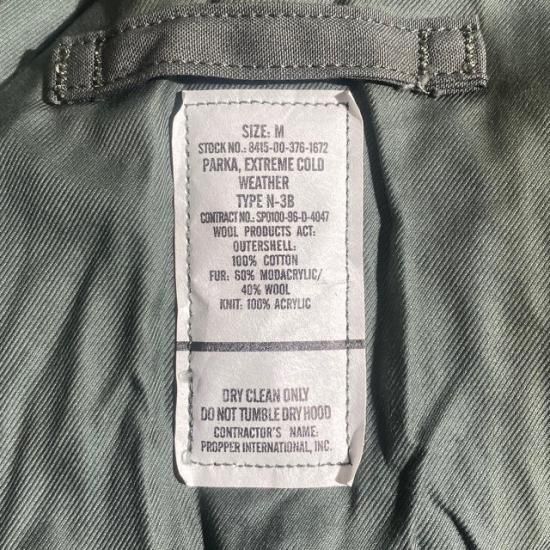 SIZE: M
STOCK NO.: 8415-00-376-1672
PARKA, EXTREME COLD
WEATHER
TYPE N-3B
CONTRACT NO.: SPO100-96-D-4047
WOOL PRODUCTS ACT:
OUTERSHELL:
100% COTTON
FUR: 60% MODACRYLIC/
40% WOOL
KNIT: 100% ACRYLIC
DRY CLEAN ONLY
DO NOT TUMBLE DRY HOOD
CONTRACTOR'S NAME:
PROPPER INTERNATIONAL, INC.